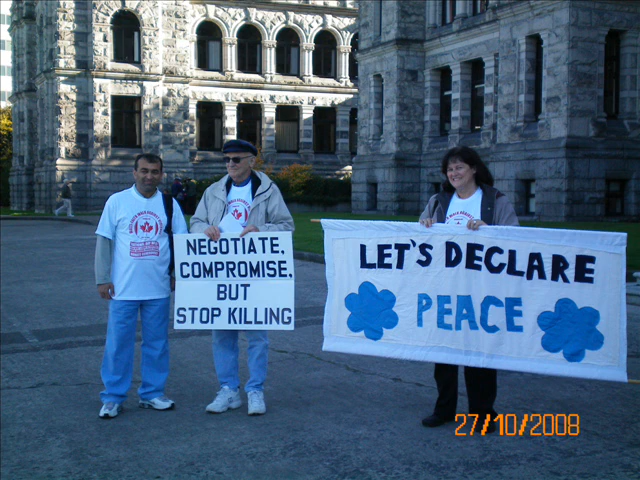 NEGOTIATE,
COMPROMISE,
BUT
STOP KILLING
LET'S DECLARE
PEACE
27/10/2008